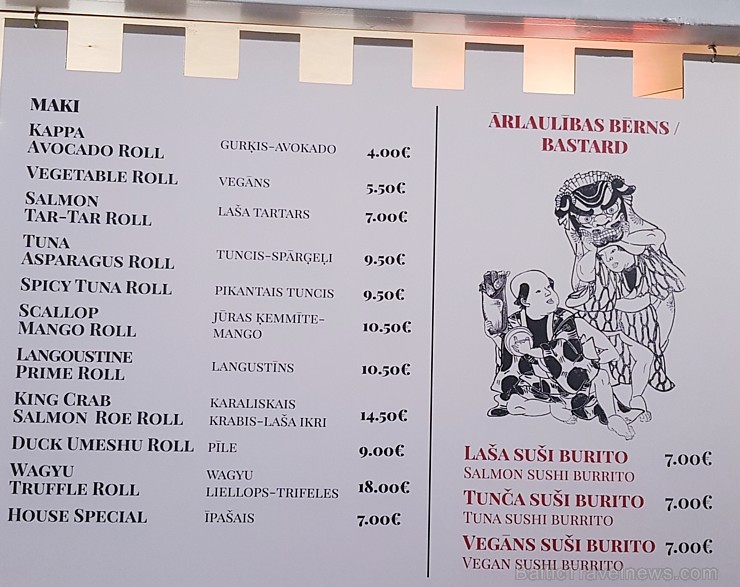 MAKI
KAPPA
AVOCADO ROLL GURĶIS-AVOKADO 4.00€
VEGETABLE ROLL VEGĀNS 5.50€
SALMON
TAR-TAR ROLL LAŠA TARTARS 7.00€
TUNA
ASPARAGUS ROLL TUNCIS-SPĀRĢEĻI 9.50€
SPICY TUNA ROLL PIKANTAIS TUNCIS 9.50€
SCALLOP JŪRAS ĶEMMĪTE-
MANGO ROLL MANGO 10.50€
LANGOUSTINE
PRIME ROLL LANGUSTĪNS 10.50€
KING CRAB KARALISKAIS
SALMON ROE ROLL KRABIS-LAŠA IKRI 14.50€
DUCK UMESHU ROLL PĪLE 9.00€
WAGYU WAGYU
TRUFFLE ROLL LIELLOPS-TRIFELES 18.00€
HOUSE SPECIAL ĪPAŠAIS 7.00€
ĀRLAULĪBAS BĒRNS /
BASTARD
LAŠA SUŠI BURITO 7.00€
SALMON SUSHI BURRITO
TUNČA SUŠI BURITO 7.00€
TUNA SUSHI BURRITO
VEGĀNS SUŠI BURITO 7.00€
VEGAN SUSHI BURRITO
BalticTravelnews.com